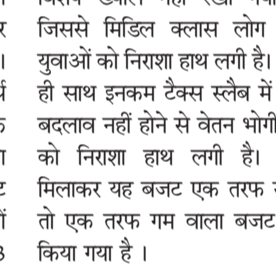 जिससे मिडिल क्लास लोग
युवाओं को निराशा हाथ लगी है।
ही साथ इनकम टैक्स स्लैब में
बदलाव नहीं होने से वेतन भोगी
को निराशा हाथ लगी है।
मिलाकर यह बजट एक तरफ
तो एक तरफ गम वाला बजट
किया गया है ।